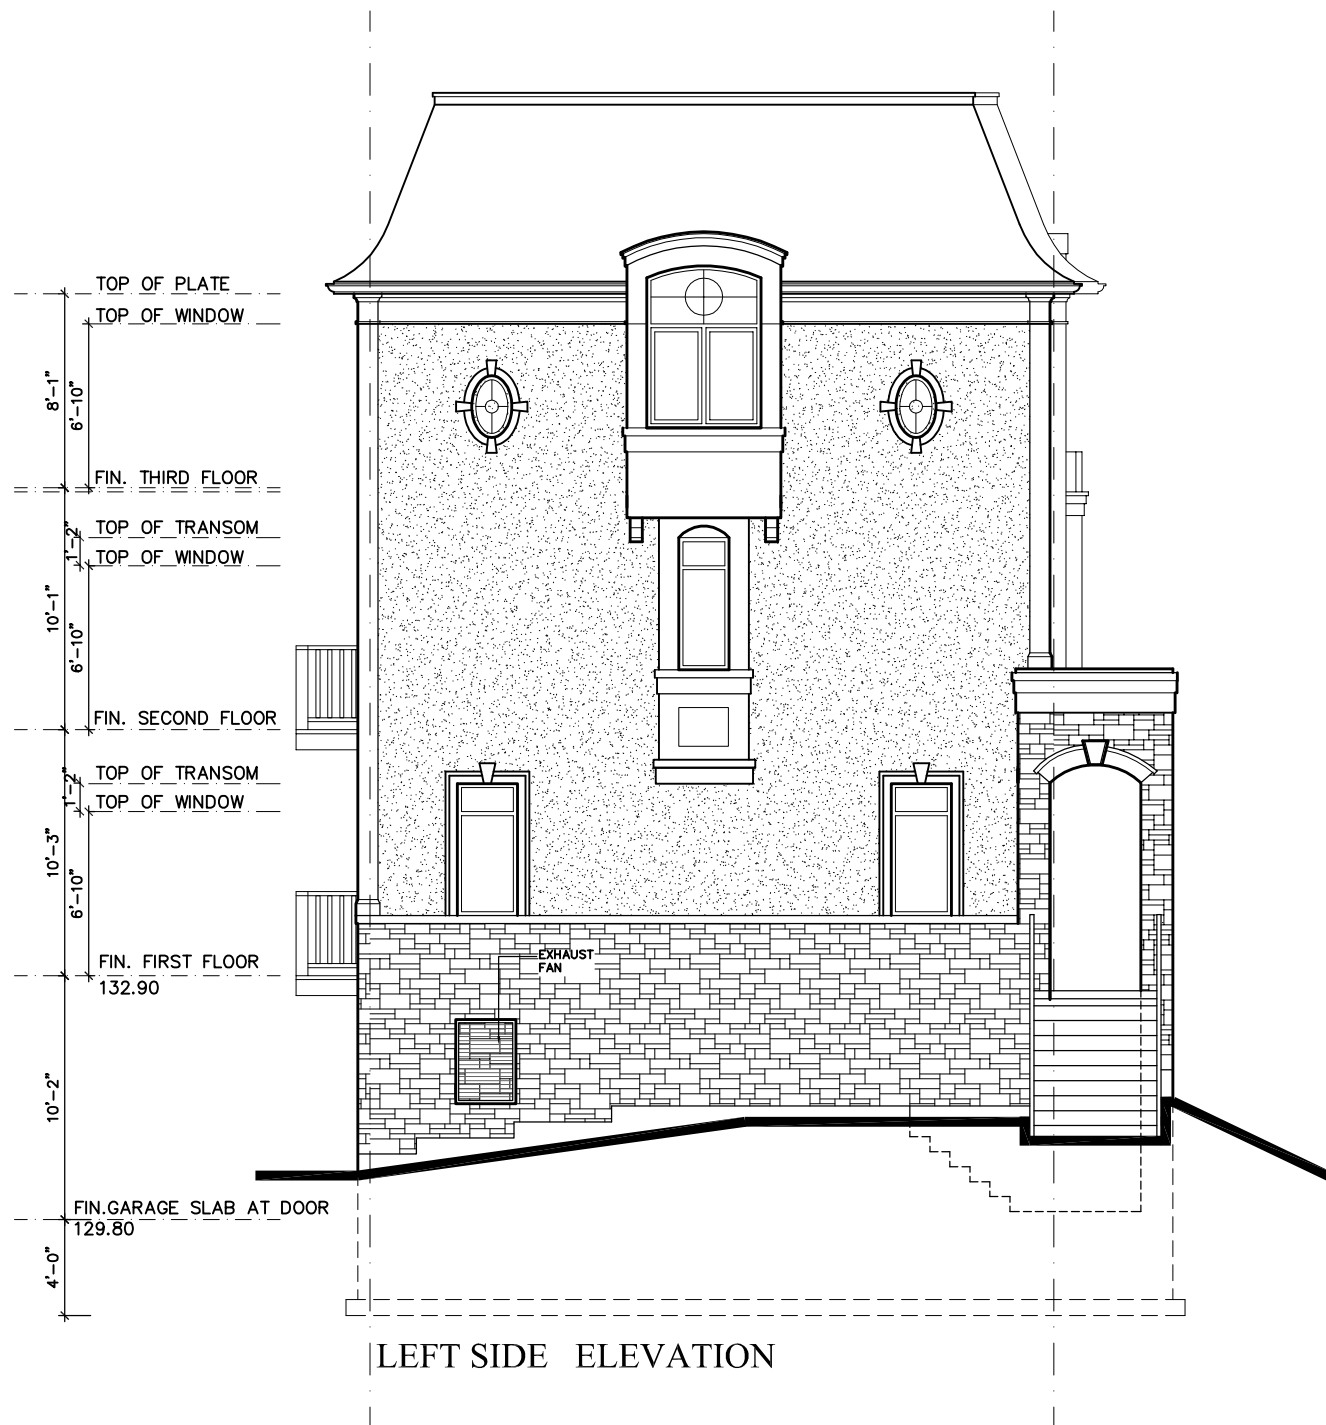 TOP OF PLATE
TOP OF WINDOW
8'-1"
6'-10"
FIN. THIRD FLOOR
TOP OF TRANSOM
1'-2"
TOP OF WINDOW
10'-1"
6'-10"
FIN. SECOND FLOOR
TOP OF TRANSOM
1'-2"
TOP OF WINDOW
10'-3"
6'-10"
EXHAUST
FAN
FIN. FIRST FLOOR
132.90
10'-2"
FIN.GARAGE SLAB AT DOOR
129.80
4'-0"
LEFT SIDE ELEVATION